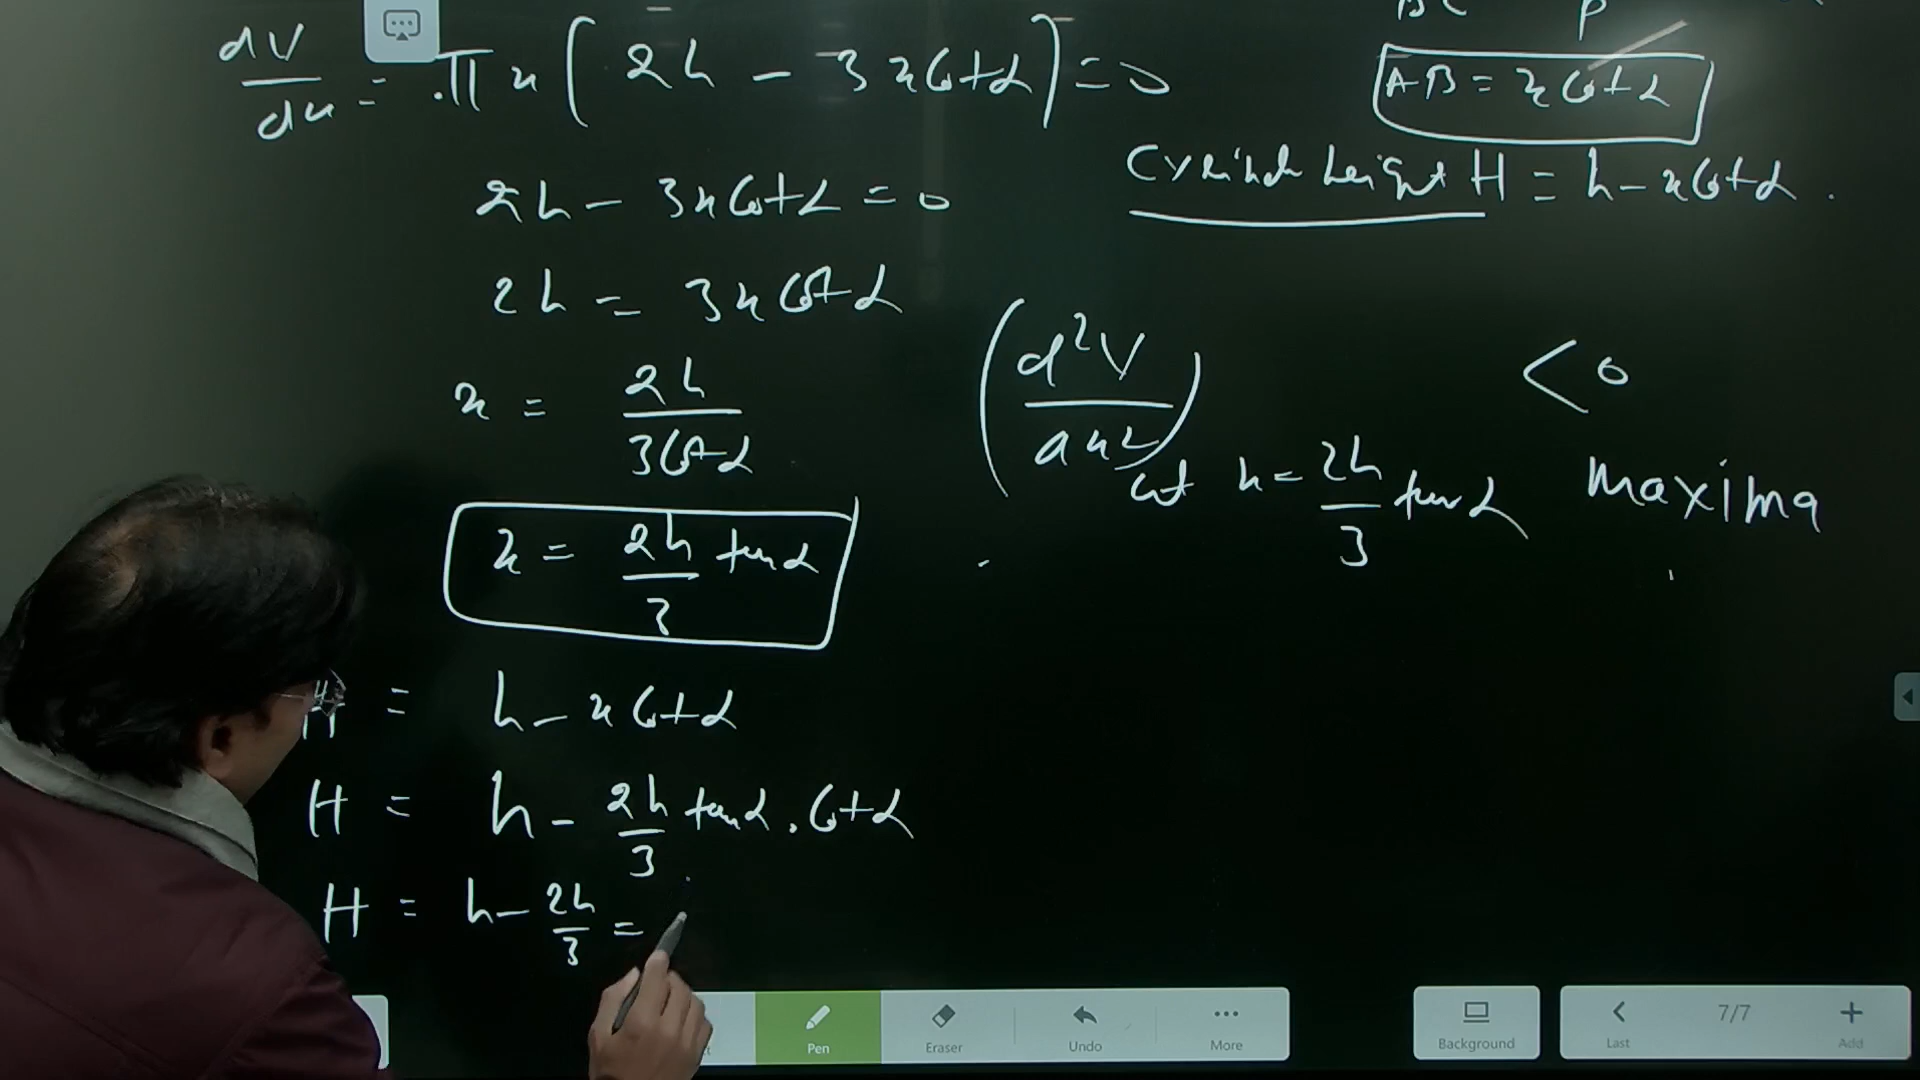 dV/dx = π x ( 2h - 3x cot α ) = 0
AB = x cot α
Cylinder height H = h - x cot α .
2h - 3x cot α = 0
2h = 3x cot α
x = 2h / 3 cot α
( d²V / dx² ) at x = 2h/3 tan α < 0
maxima
x = 2h/3 tan α
H = h - x cot α
H = h - 2h/3 tan α . cot α
H = h - 2h/3 =
Pen
Eraser
Undo
More
Background
Last
7/7
Add